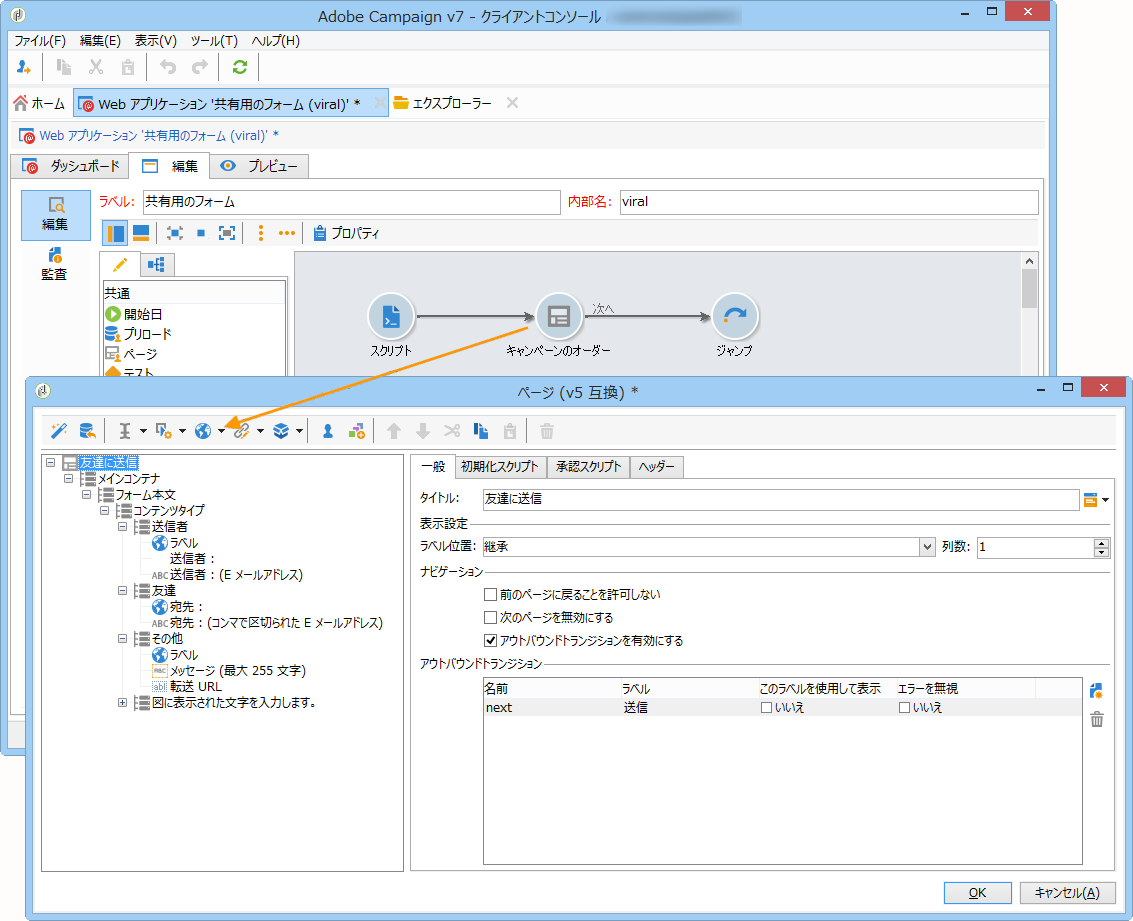 Adobe Campaign v7 - クライアントコンソール
ファイル(F) 編集(E) 表示(V) ツール(T) ヘルプ(H)
ホーム Web アプリケーション '共有用のフォーム (viral)' * エクスプローラー
Web アプリケーション '共有用のフォーム (viral)' *
ダッシュボード 編集 プレビュー
編集
監査
ラベル: 共有用のフォーム 内部名: viral
プロパティ
共通
開始日
プリロード
ページ
テスト
スクリプト
キャンペーンのオーダー
次へ
ジャンプ
ページ (v5 互換) *
友達に送信
メインコンテナ
フォーム本文
コンテンツタイプ
送信者
ラベル
送信者 :
ABC 送信者 : (E メールアドレス)
友達
宛先 :
ABC 宛先 : (コンマで区切られた E メールアドレス)
その他
ラベル
ABC メッセージ (最大 255 文字)
ab| 転送 URL
図に表示された文字を入力します。
一般 初期化スクリプト 承認スクリプト ヘッダー
タイトル: 友達に送信
表示設定
ラベル位置: 継承 列数: 1
ナビゲーション
前のページに戻ることを許可しない
次のページを無効にする
アウトバウンドトランジションを有効にする
アウトバウンドトランジション
名前 ラベル このラベルを使用して表示 エラーを無視
next 送信 いいえ いいえ
OK キャンセル(A)